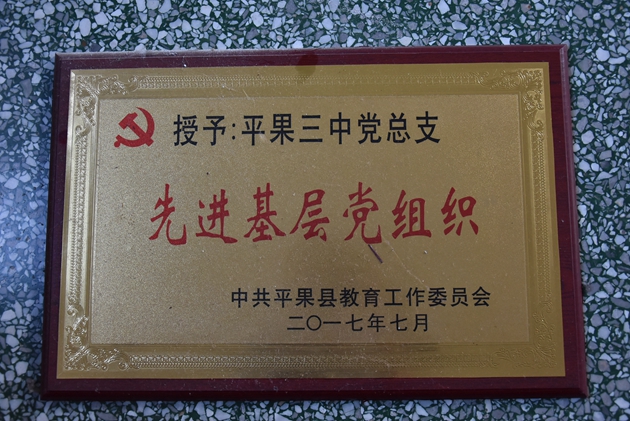 授予:平果三中党总支
先进基层党组织
中共平果县教育工作委员会
二〇一七年七月